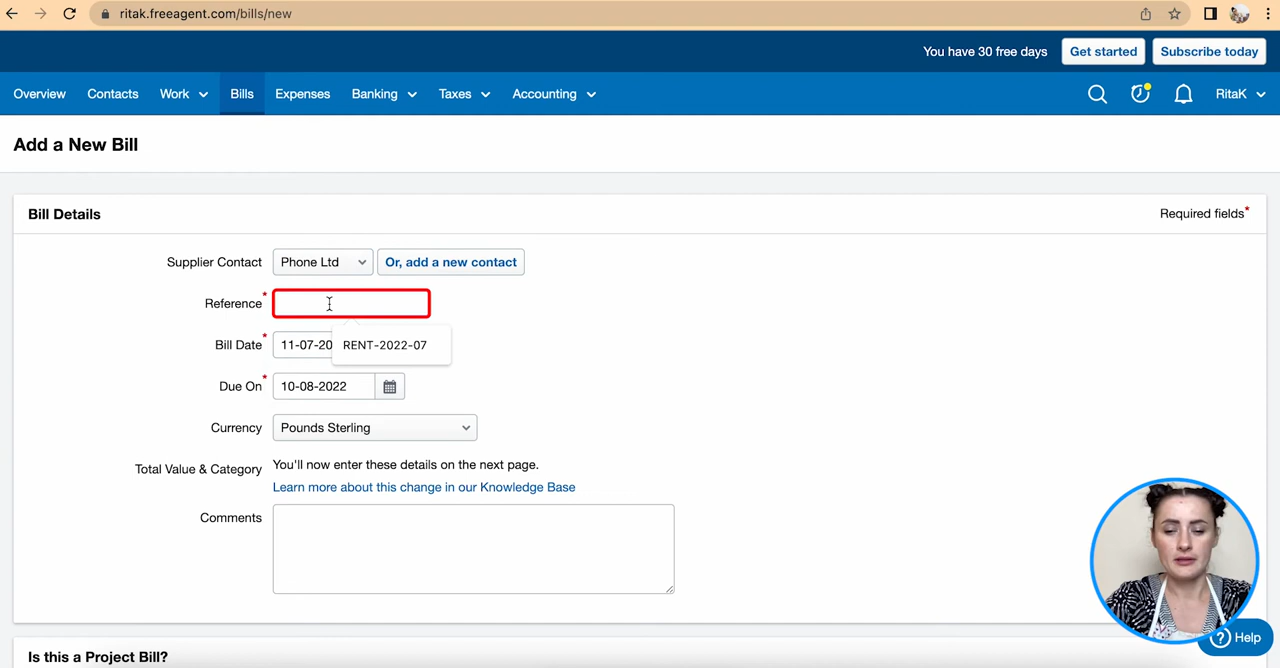 ritak.freeagent.com/bills/new
You have 30 free days Get started Subscribe today
Overview Contacts Work Bills Expenses Banking Taxes Accounting RitaK
Add a New Bill
Bill Details Required fields*
Supplier Contact Phone Ltd Or, add a new contact
Reference*
Bill Date* 11-07-20 RENT-2022-07
Due On* 10-08-2022
Currency Pounds Sterling
Total Value & Category You'll now enter these details on the next page.
Learn more about this change in our Knowledge Base
Comments
Is this a Project Bill?
? Help